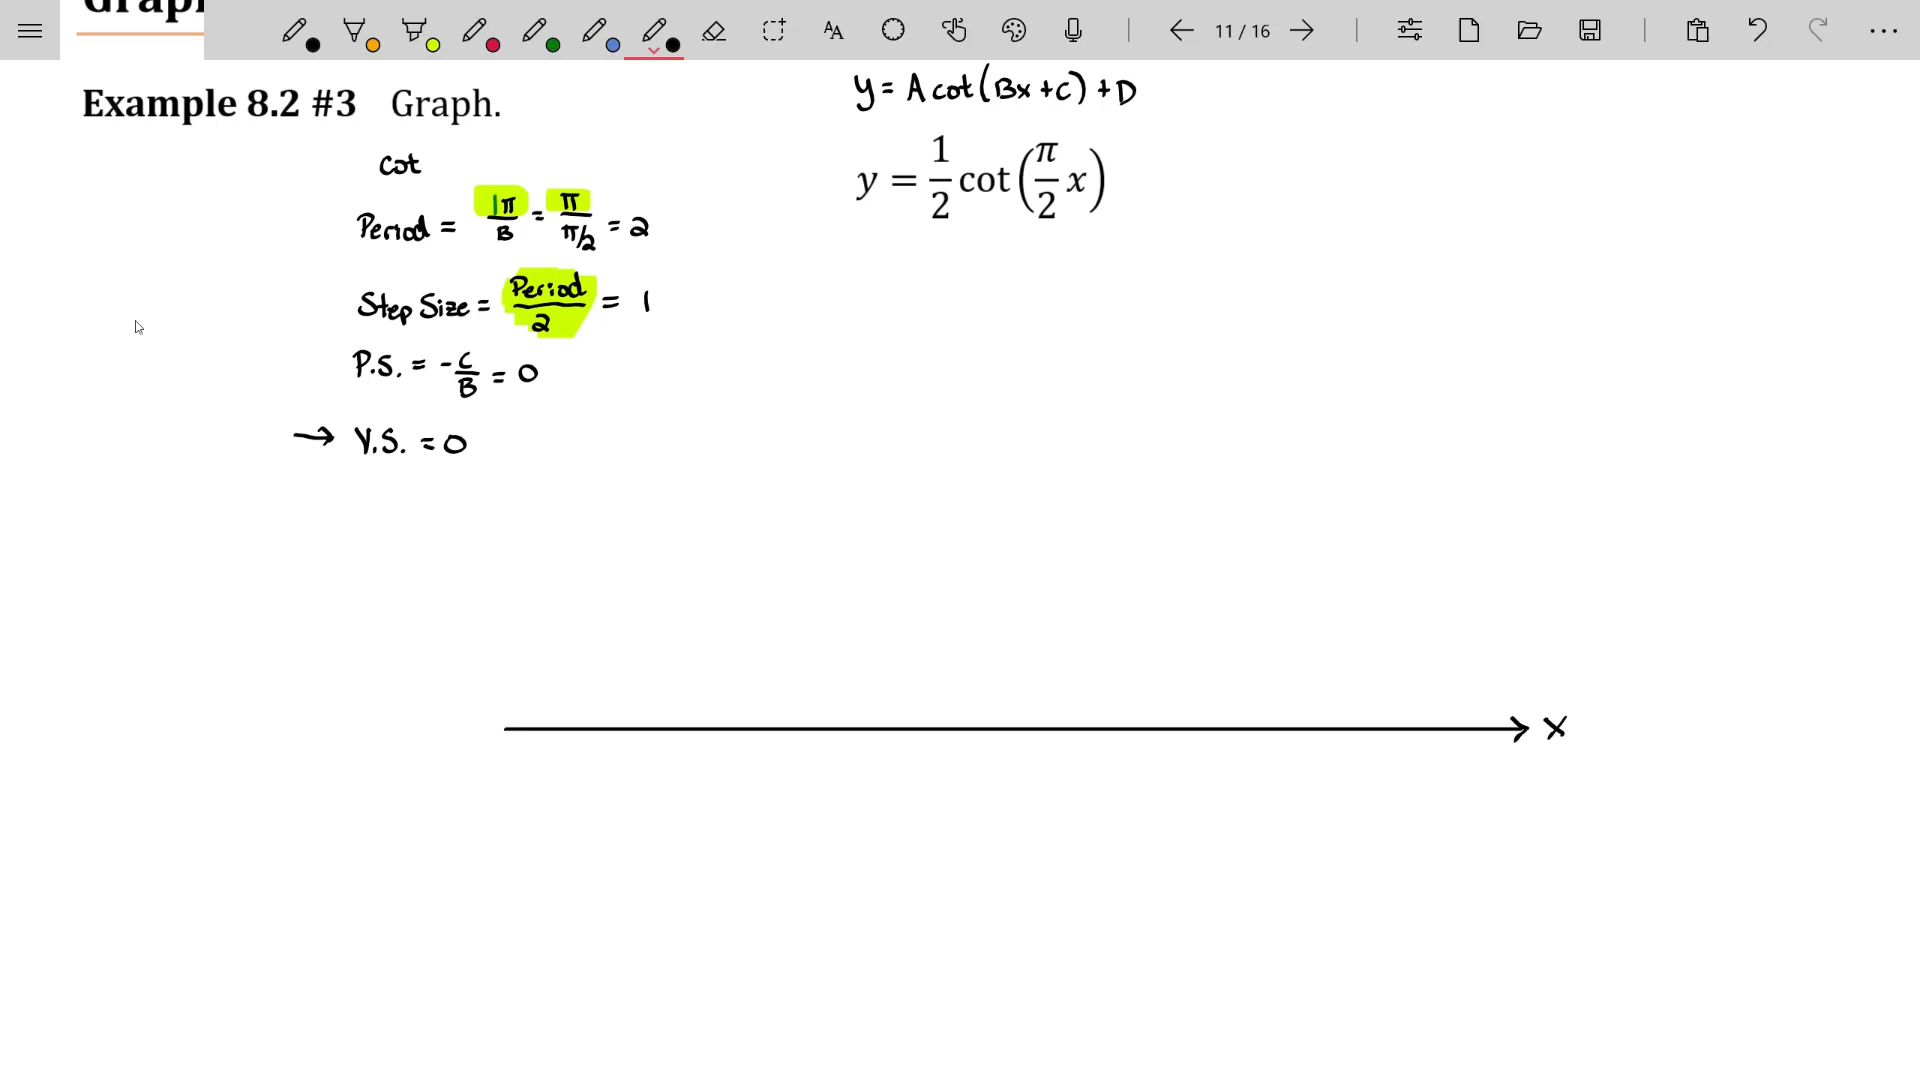 Grap
11 / 16
y = A cot(Bx + C) + D
Example 8.2 #3 Graph.
y = 1/2 cot(π/2 x)
cot
Period = 1π/B = π/(π/2) = 2
Step Size = Period/2 = 1
P.S. = -C/B = 0
→ V.S. = 0
x